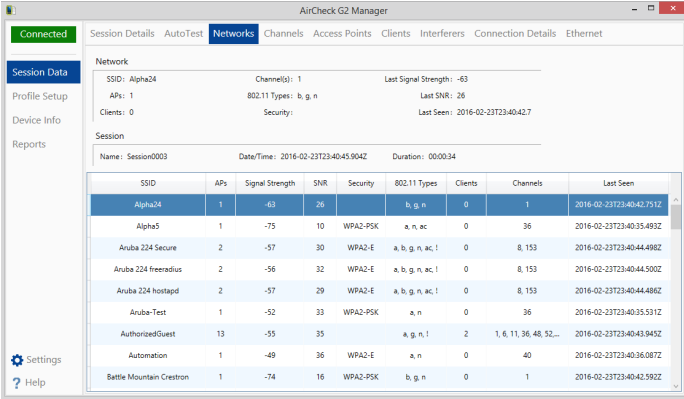 AirCheck G2 Manager
Connected
Session Details AutoTest Networks Channels Access Points Clients Interferers Connection Details Ethernet
Session Data
Profile Setup
Device Info
Reports
Settings
? Help
Network
SSID: Alpha24 Channel(s): 1 Last Signal Strength: -63
APs: 1 802.11 Types: b, g, n Last SNR: 26
Clients: 0 Security: Last Seen: 2016-02-23T23:40:42.7
Session
Name: Session0003 Date/Time: 2016-02-23T23:40:45.904Z Duration: 00:00:34
SSID APs Signal Strength SNR Security 802.11 Types Clients Channels Last Seen
Alpha24 1 -63 26 b, g, n 0 1 2016-02-23T23:40:42.751Z
Alpha5 1 -75 10 WPA2-PSK a, n, ac 0 36 2016-02-23T23:40:35.493Z
Aruba 224 Secure 2 -57 30 WPA2-E a, b, g, n, ac, ! 0 8, 153 2016-02-23T23:40:44.498Z
Aruba 224 freeradius 2 -56 32 WPA2-E a, b, g, n, ac, ! 0 8, 153 2016-02-23T23:40:44.500Z
Aruba 224 hostapd 2 -57 29 WPA2-E a, b, g, n, ac, ! 0 8, 153 2016-02-23T23:40:44.486Z
Aruba-Test 1 -52 33 WPA2-PSK a, n 0 36 2016-02-23T23:40:35.531Z
AuthorizedGuest 13 -55 35 a, g, n, ! 2 1, 6, 11, 36, 48, 52,... 2016-02-23T23:40:43.945Z
Automation 1 -49 36 WPA2-E a, n 0 40 2016-02-23T23:40:36.087Z
Battle Mountain Crestron 1 -74 16 WPA2-PSK b, g, n 0 1 2016-02-23T23:40:42.592Z